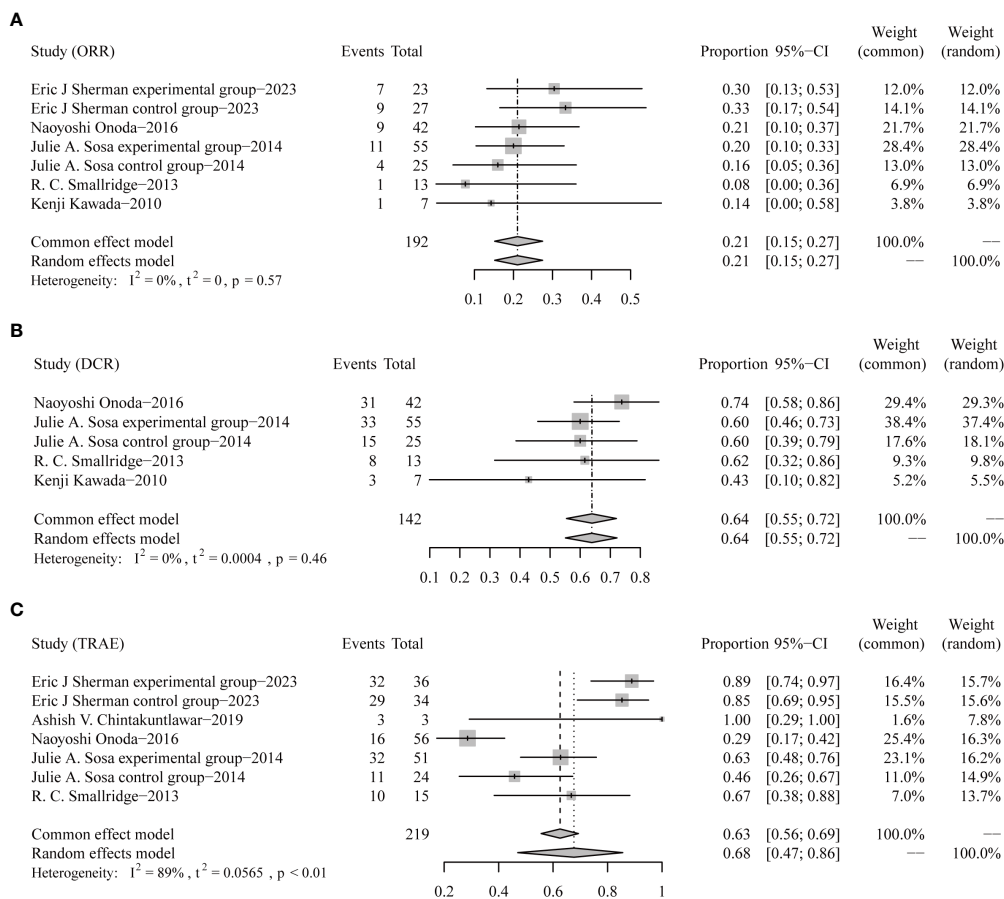 A
Study (ORR) Events Total Proportion 95%−CI Weight (common) Weight (random)
Eric J Sherman experimental group−2023 7 23 0.30 [0.13; 0.53] 12.0% 12.0%
Eric J Sherman control group−2023 9 27 0.33 [0.17; 0.54] 14.1% 14.1%
Naoyoshi Onoda−2016 9 42 0.21 [0.10; 0.37] 21.7% 21.7%
Julie A. Sosa experimental group−2014 11 55 0.20 [0.10; 0.33] 28.4% 28.4%
Julie A. Sosa control group−2014 4 25 0.16 [0.05; 0.36] 13.0% 13.0%
R. C. Smallridge−2013 1 13 0.08 [0.00; 0.36] 6.9% 6.9%
Kenji Kawada−2010 1 7 0.14 [0.00; 0.58] 3.8% 3.8%
Common effect model 192 0.21 [0.15; 0.27] 100.0% −−
Random effects model 0.21 [0.15; 0.27] −− 100.0%
Heterogeneity: I² = 0%, t² = 0, p = 0.57
0.1 0.2 0.3 0.4 0.5
B
Study (DCR) Events Total Proportion 95%−CI Weight (common) Weight (random)
Naoyoshi Onoda−2016 31 42 0.74 [0.58; 0.86] 29.4% 29.3%
Julie A. Sosa experimental group−2014 33 55 0.60 [0.46; 0.73] 38.4% 37.4%
Julie A. Sosa control group−2014 15 25 0.60 [0.39; 0.79] 17.6% 18.1%
R. C. Smallridge−2013 8 13 0.62 [0.32; 0.86] 9.3% 9.8%
Kenji Kawada−2010 3 7 0.43 [0.10; 0.82] 5.2% 5.5%
Common effect model 142 0.64 [0.55; 0.72] 100.0% −−
Random effects model 0.64 [0.55; 0.72] −− 100.0%
Heterogeneity: I² = 0%, t² = 0.0004 , p = 0.46
0.1 0.2 0.3 0.4 0.5 0.6 0.7 0.8
C
Study (TRAE) Events Total Proportion 95%−CI Weight (common) Weight (random)
Eric J Sherman experimental group−2023 32 36 0.89 [0.74; 0.97] 16.4% 15.7%
Eric J Sherman control group−2023 29 34 0.85 [0.69; 0.95] 15.5% 15.6%
Ashish V. Chintakuntlawar−2019 3 3 1.00 [0.29; 1.00] 1.6% 7.8%
Naoyoshi Onoda−2016 16 56 0.29 [0.17; 0.42] 25.4% 16.3%
Julie A. Sosa experimental group−2014 32 51 0.63 [0.48; 0.76] 23.1% 16.2%
Julie A. Sosa control group−2014 11 24 0.46 [0.26; 0.67] 11.0% 14.9%
R. C. Smallridge−2013 10 15 0.67 [0.38; 0.88] 7.0% 13.7%
Common effect model 219 0.63 [0.56; 0.69] 100.0% −−
Random effects model 0.68 [0.47; 0.86] −− 100.0%
Heterogeneity: I² = 89%, t² = 0.0565 , p < 0.01
0.2 0.4 0.6 0.8 1